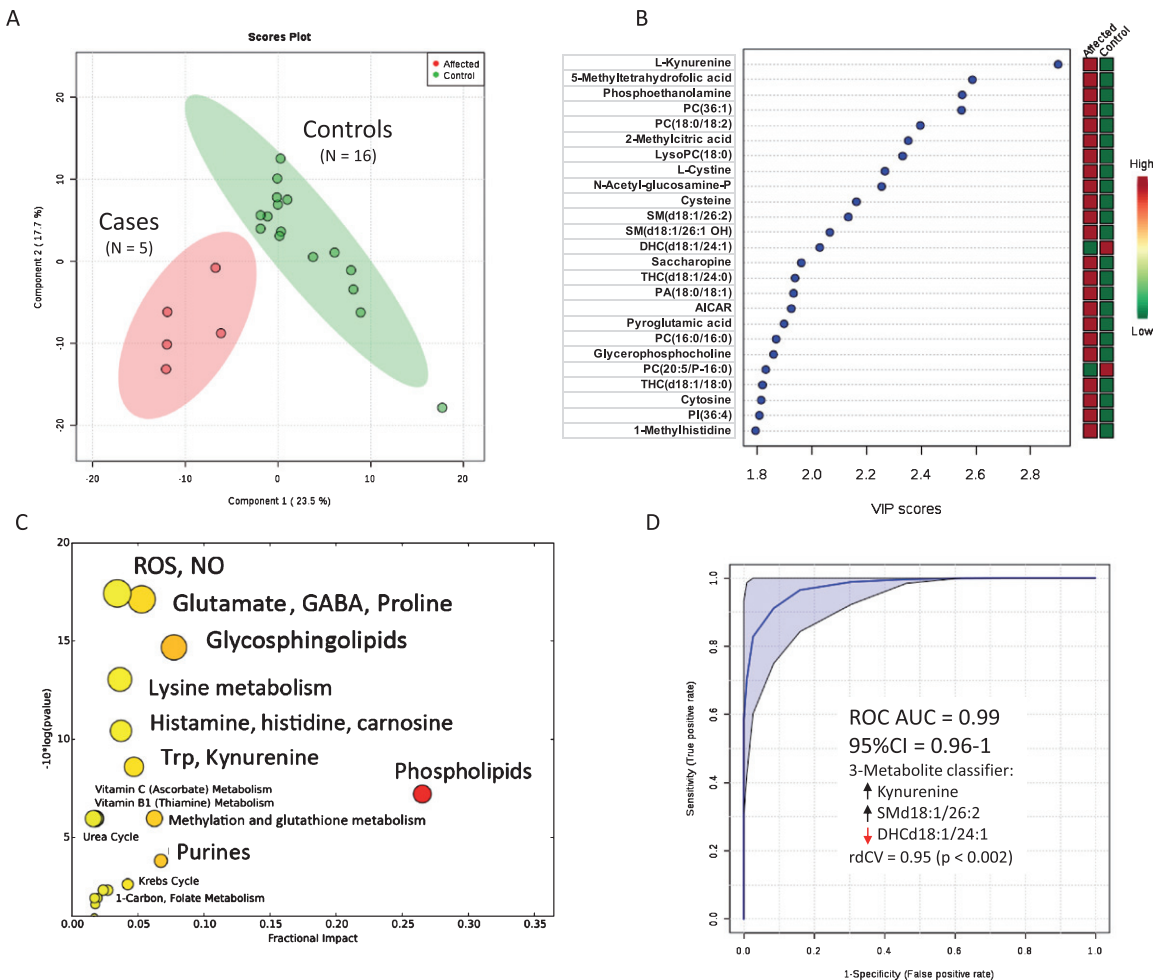 A
Scores Plot
Affected
Control
Controls
(N = 16)
Cases
(N = 5)
Component 2 ( 17.7 %)
20
10
0
-10
20
-20
-10
0
10
20
Component 1 ( 23.5 %)
B
L-Kynurenine
5-Methyltetrahydrofolic acid
Phosphoethanolamine
PC(36:1)
PC(18:0/18:2)
2-Methylcitric acid
LysoPC(18:0)
L-Cystine
N-Acetyl-glucosamine-P
Cysteine
SM(d18:1/26:2)
SM(d18:1/26:1 OH)
DHC(d18:1/24:1)
Saccharopine
THC(d18:1/24:0)
PA(18:0/18:1)
AICAR
Pyroglutamic acid
PC(16:0/16:0)
Glycerophosphocholine
PC(20:5/P-16:0)
THC(d18:1/18:0)
Cytosine
PI(36:4)
1-Methylhistidine
1.8 2.0 2.2 2.4 2.6 2.8
VIP scores
Affected
Control
High
Low
C
20
15
10
5
-10*log(pvalue)
ROS, NO
Glutamate, GABA, Proline
Glycosphingolipids
Lysine metabolism
Histamine, histidine, carnosine
Trp, Kynurenine
Phospholipids
Vitamin C (Ascorbate) Metabolism
Vitamin B1 (Thiamine) Metabolism
Methylation and glutathione metabolism
Urea Cycle
Purines
Krebs Cycle
1-Carbon, Folate Metabolism
0.00 0.05 0.10 0.15 0.20 0.25 0.30 0.35
Fractional Impact
D
Sensitivity (True positive rate)
1.0
0.8
0.6
0.4
0.2
0.0
ROC AUC = 0.99
95%CI = 0.96-1
3-Metabolite classifier:
Kynurenine
SMd18:1/26:2
DHCd18:1/24:1
rdCV = 0.95 (p < 0.002)
0.0 0.2 0.4 0.6 0.8 1.0
1-Specificity (False positive rate)